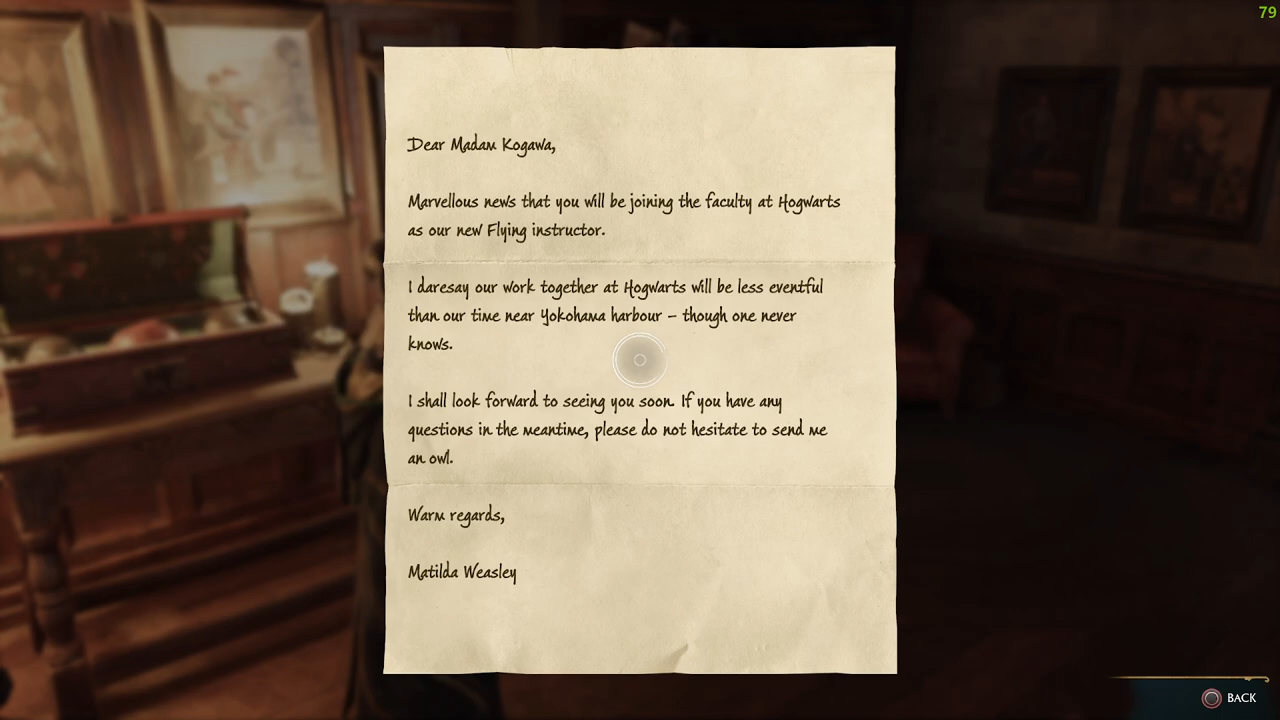 79
Dear Madam Kogawa,
Marvellous news that you will be joining the faculty at Hogwarts
as our new Flying instructor.
I daresay our work together at Hogwarts will be less eventful
than our time near Yokohama harbour – though one never
knows.
I shall look forward to seeing you soon. If you have any
questions in the meantime, please do not hesitate to send me
an owl.
Warm regards,
Matilda Weasley
BACK